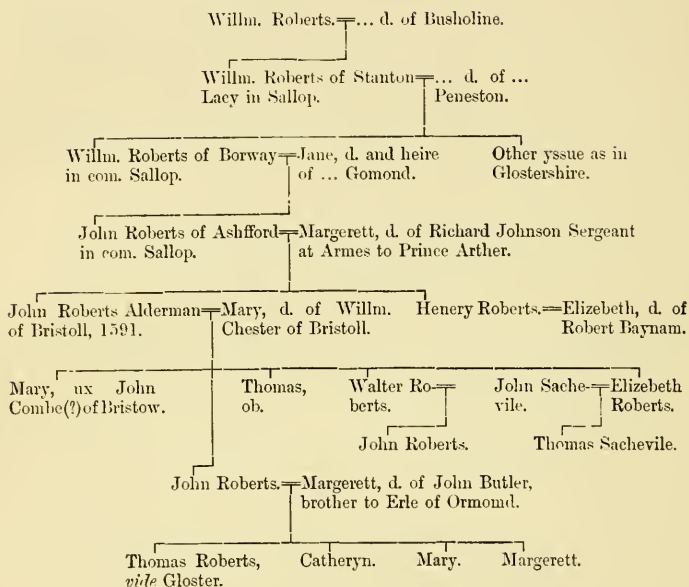 Willm. Roberts.=... d. of Busholine.
Willm. Roberts of Stanton=... d. of ...
Lacy in Sallop. Peneston.
Willm. Roberts of Borway=Jane, d. and heire Other yssue as in
in com. Sallop. of ... Gomond. Glostershire.
John Roberts of Ashfford=Margerett, d. of Richard Johnson Sergeant
in com. Sallop. at Armes to Prince Arther.
John Roberts Alderman=Mary, d. of Willm. Henery Roberts.=Elizebeth, d. of
of Bristoll, 1591. Chester of Bristoll. Robert Baynam.
Mary, ux John Thomas, Walter Ro- John Sache-=Elizebeth
Combe(?) of Bristow. ob. berts. vile. Roberts.
John Roberts. Thomas Sachevile.
John Roberts.=Margerett, d. of John Butler,
brother to Erle of Ormond.
Thomas Roberts, Catheryn. Mary. Margerett.
vide Gloster.